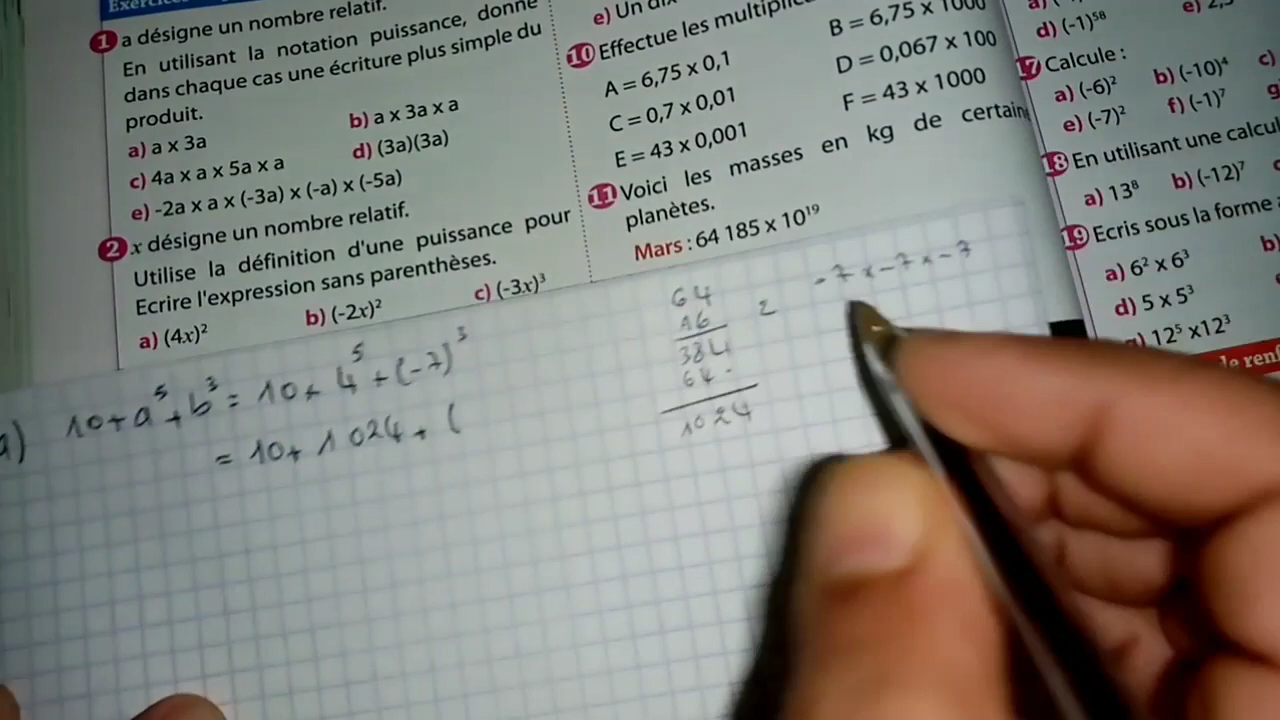 Exercices
1 a désigne un nombre relatif.
En utilisant la notation puissance, donne
dans chaque cas une écriture plus simple du
produit.
a) a x 3a
b) a x 3a x a
c) 4a x a x 5a x a
d) (3a)(3a)
e) -2a x a x (-3a) x (-a) x (-5a)
2 x désigne un nombre relatif.
Utilise la définition d'une puissance pour
Ecrire l'expression sans parenthèses.
a) (4x)²
b) (-2x)²
c) (-3x)³
e) Un
10 Effectue les
A = 6,75 x 0,1
B = 6,75 x 1000
C = 0,7 x 0,01
D = 0,067 x 100
E = 43 x 0,001
F = 43 x 1000
11 Voici les masses en kg de certain
planètes.
Mars : 64 185 x 10¹⁹
a)
d) (-1)⁵⁸
e)
17 Calcule :
a) (-6)²
b) (-10)⁴
c)
e) (-7)²
f) (-1)⁷
g
18 En utilisant une calcul
a) 13⁸
b) (-12)⁷
19 Ecris sous la forme
a) 6² x 6³
b)
d) 5 x 5³
12⁵ x12³
le renf
a) 10+a⁵+b³ = 10+ 4⁵ +(-7)³
= 10+ 1024 + (
64
16
384
64 .
1024
2
-7 x -7 x -7